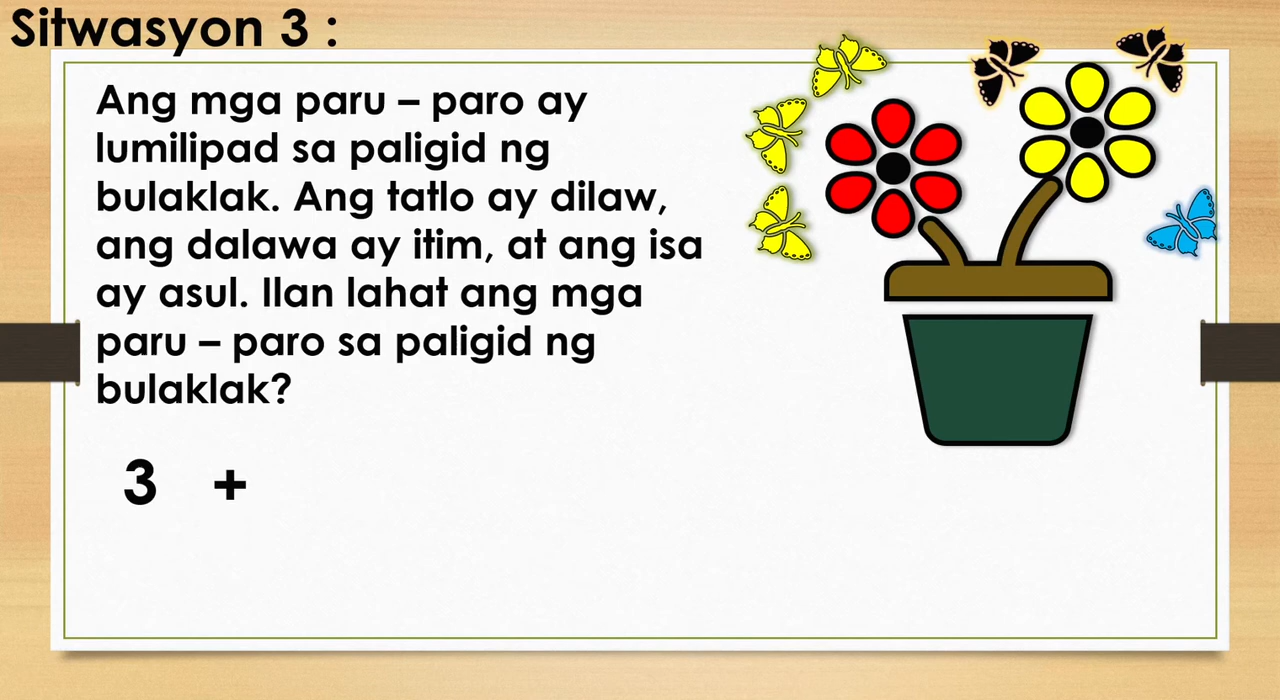 Sitwasyon 3 :
Ang mga paru – paro ay
lumilipad sa paligid ng
bulaklak. Ang tatlo ay dilaw,
ang dalawa ay itim, at ang isa
ay asul. Ilan lahat ang mga
paru – paro sa paligid ng
bulaklak?
3 +